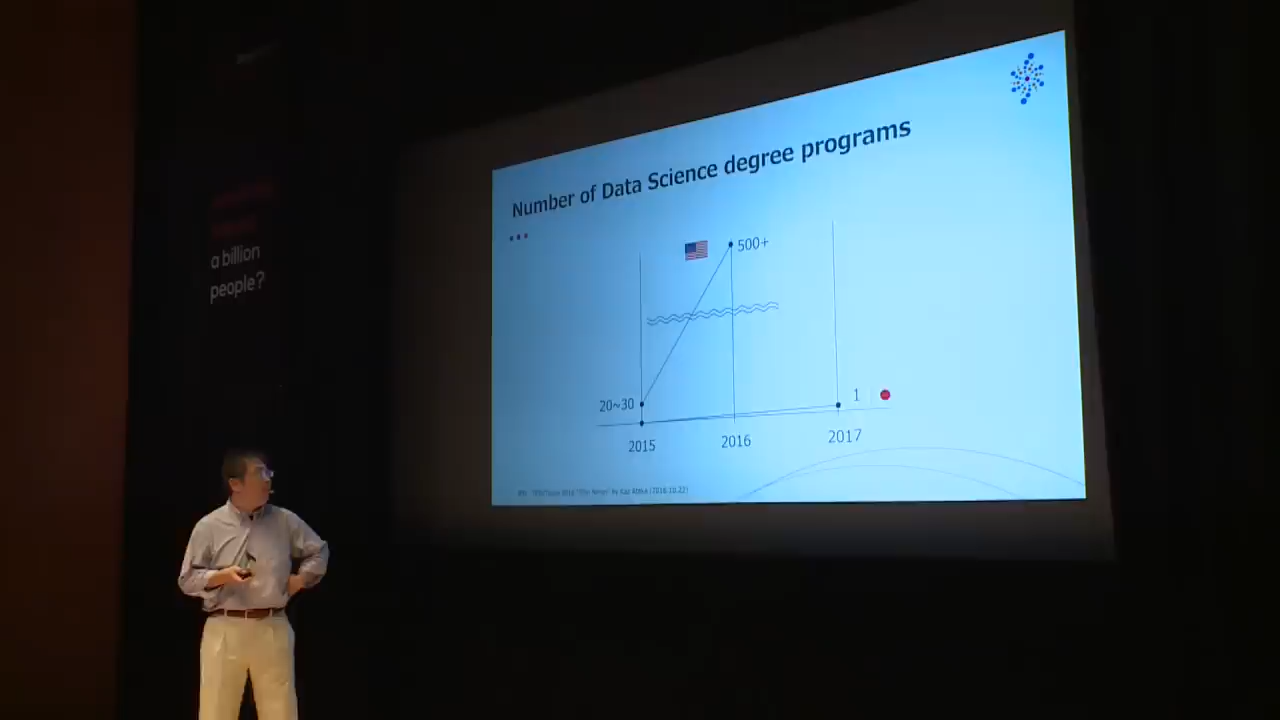 a billion
people?
Number of Data Science degree programs
500+
20~30
1
2015
2016
2017